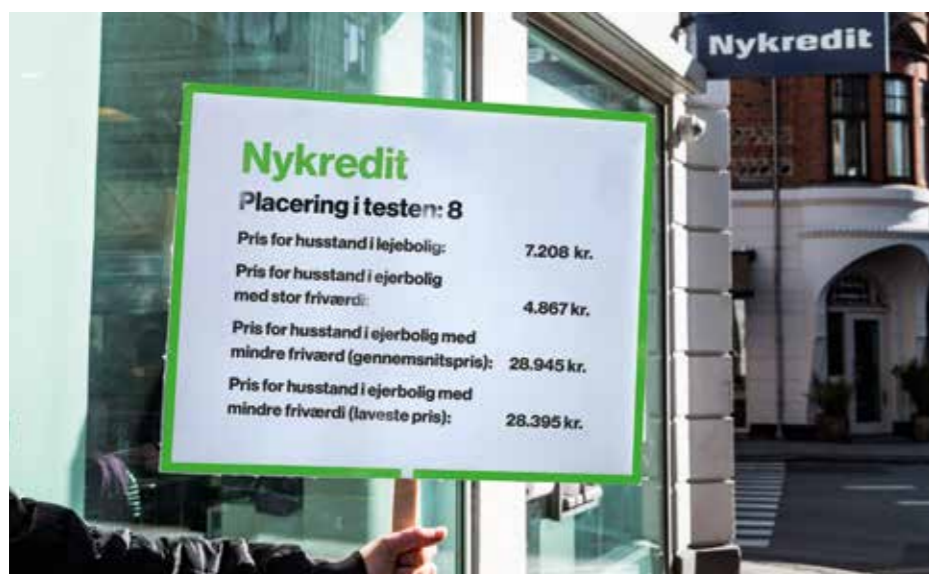 Nykredit
Nykredit
Placering i testen: 8
Pris for husstand i lejebolig: 7.208 kr.
Pris for husstand i ejerbolig
med stor friværdi: 4.867 kr.
Pris for husstand i ejerbolig med
mindre friværd (gennemsnitspris): 28.945 kr.
Pris for husstand i ejerbolig med
mindre friværdi (laveste pris): 28.395 kr.